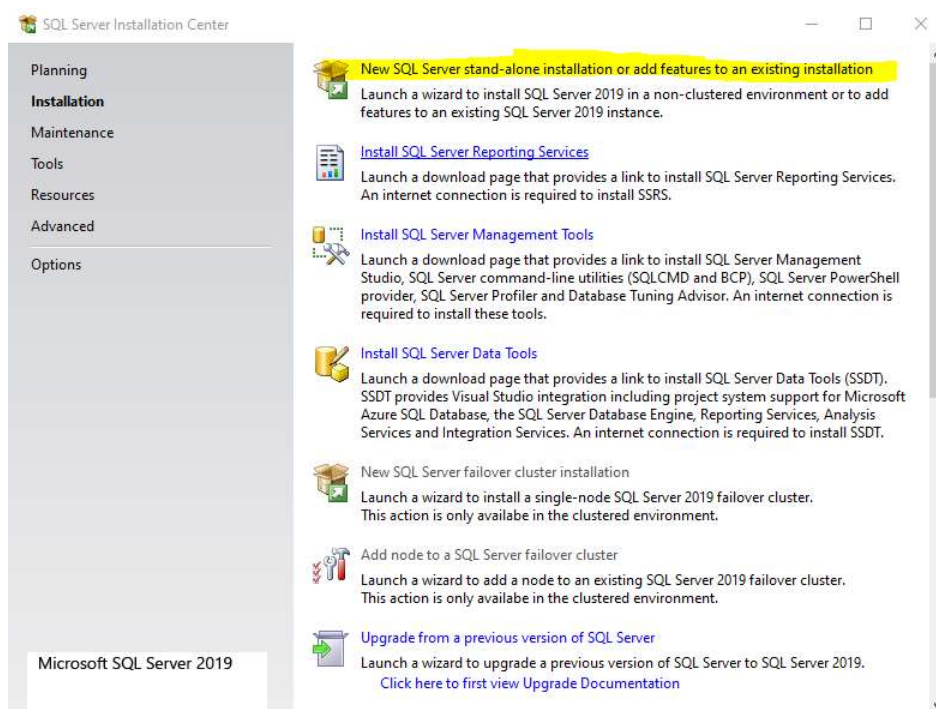 SQL Server Installation Center
Planning
Installation
Maintenance
Tools
Resources
Advanced
Options
Microsoft SQL Server 2019
New SQL Server stand-alone installation or add features to an existing installation
Launch a wizard to install SQL Server 2019 in a non-clustered environment or to add
features to an existing SQL Server 2019 instance.
Install SQL Server Reporting Services
Launch a download page that provides a link to install SQL Server Reporting Services.
An internet connection is required to install SSRS.
Install SQL Server Management Tools
Launch a download page that provides a link to install SQL Server Management
Studio, SQL Server command-line utilities (SQLCMD and BCP), SQL Server PowerShell
provider, SQL Server Profiler and Database Tuning Advisor. An internet connection is
required to install these tools.
Install SQL Server Data Tools
Launch a download page that provides a link to install SQL Server Data Tools (SSDT).
SSDT provides Visual Studio integration including project system support for Microsoft
Azure SQL Database, the SQL Server Database Engine, Reporting Services, Analysis
Services and Integration Services. An internet connection is required to install SSDT.
New SQL Server failover cluster installation
Launch a wizard to install a single-node SQL Server 2019 failover cluster.
This action is only availabe in the clustered environment.
Add node to a SQL Server failover cluster
Launch a wizard to add a node to an existing SQL Server 2019 failover cluster.
This action is only availabe in the clustered environment.
Upgrade from a previous version of SQL Server
Launch a wizard to upgrade a previous version of SQL Server to SQL Server 2019.
Click here to first view Upgrade Documentation